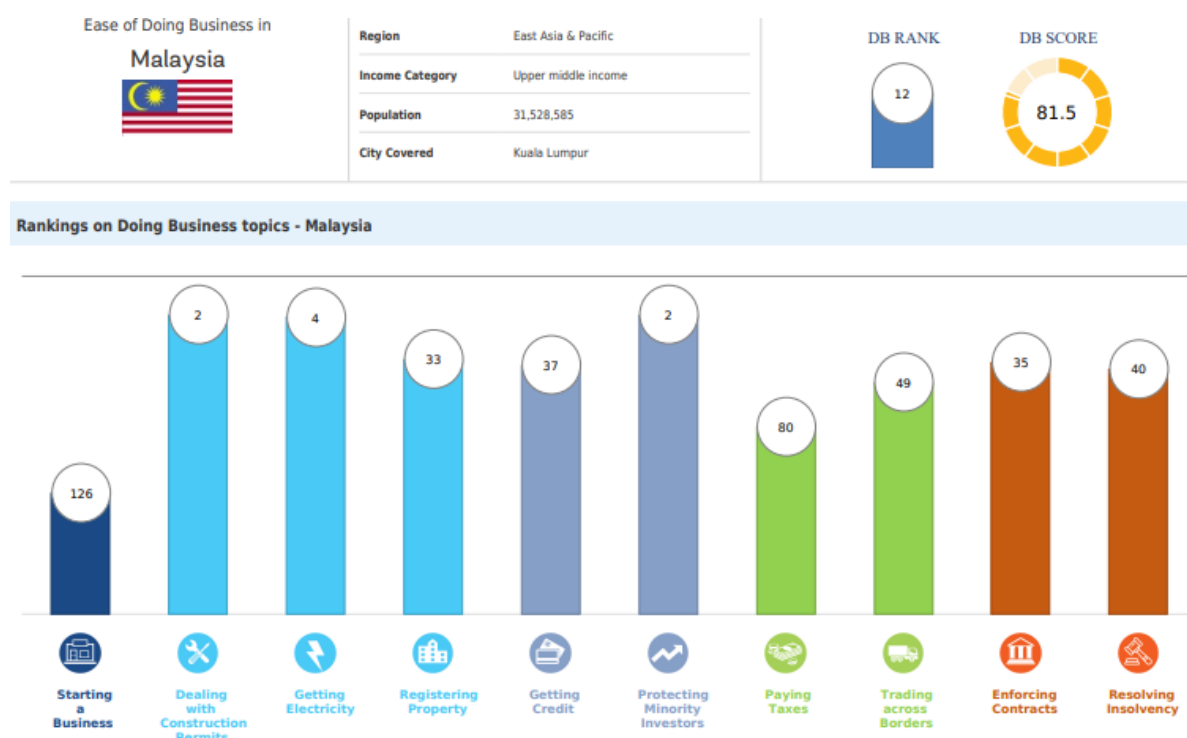 Ease of Doing Business in
Malaysia
Region East Asia & Pacific
Income Category Upper middle income
Population 31,528,585
City Covered Kuala Lumpur
DB RANK DB SCORE
12
81.5
Rankings on Doing Business topics - Malaysia
126
2
4
33
37
2
80
49
35
40
Starting
a
Business
Dealing
with
Construction
Permits
Getting
Electricity
Registering
Property
Getting
Credit
Protecting
Minority
Investors
Paying
Taxes
Trading
across
Borders
Enforcing
Contracts
Resolving
Insolvency